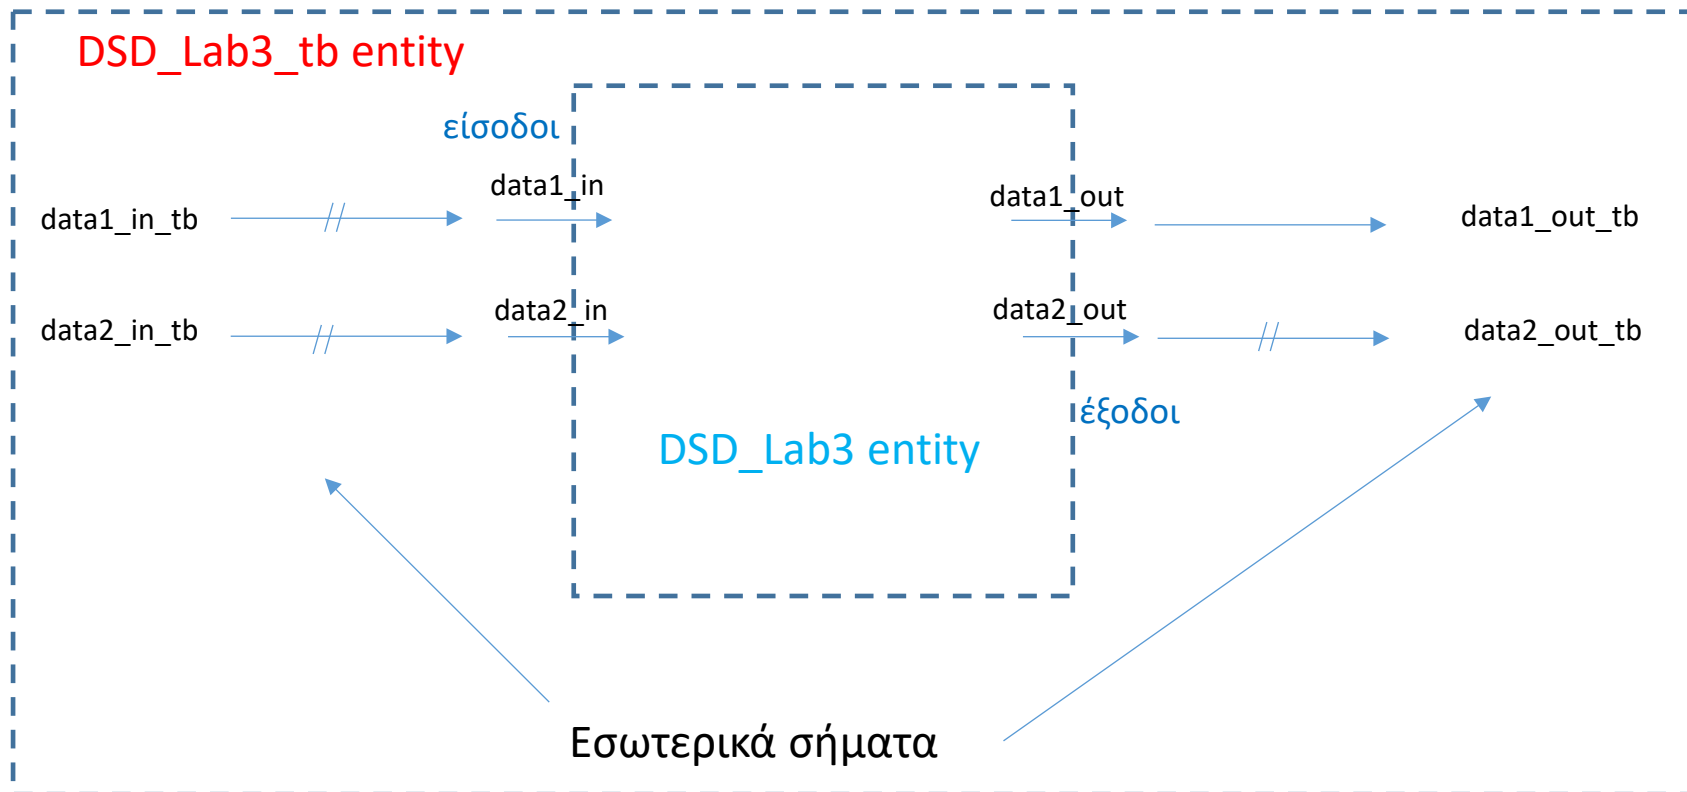 DSD_Lab3_tb entity
είσοδοι
data1_in_tb
data1_in
data1_out
data1_out_tb
data2_in_tb
data2_in
data2_out
data2_out_tb
έξοδοι
DSD_Lab3 entity
Εσωτερικά σήματα